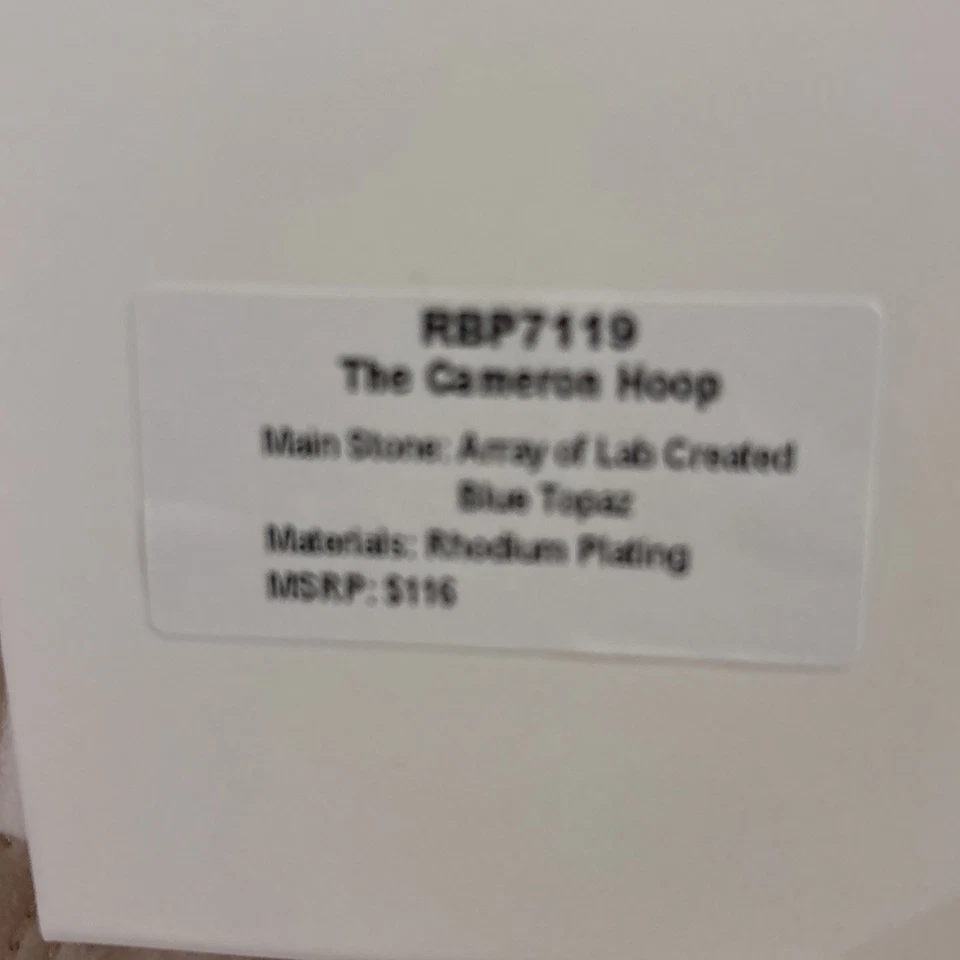 RBP7119
The Cameron Hoop
Main Stone: Array of Lab Created
Blue Topaz
Materials: Rhodium Plating
MSRP: $116